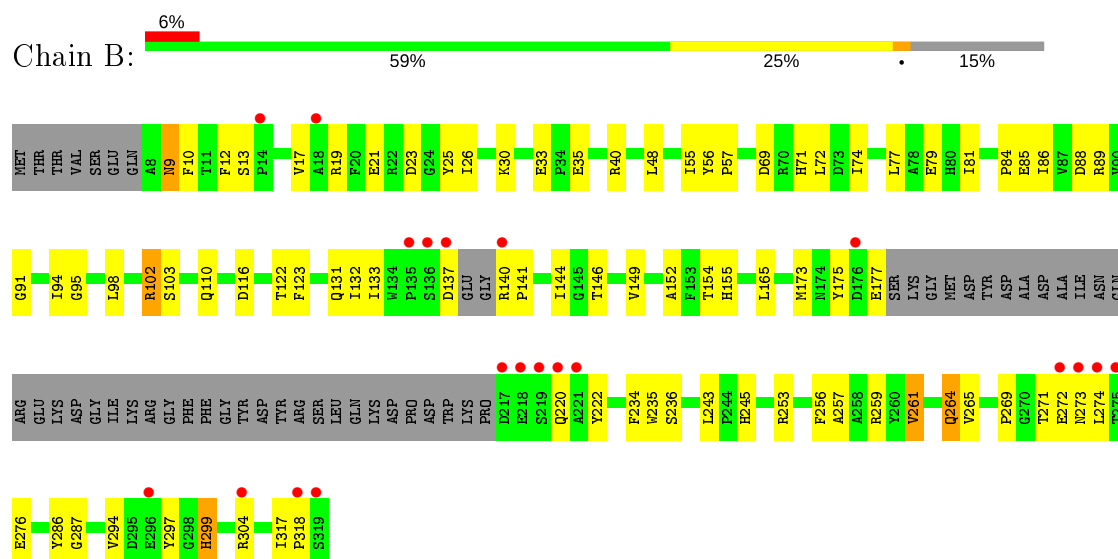 6%
Chain B:
59% 25% • 15%
MET THR THR VAL SER GLU GLN A8 N9 F10 T11 F12 S13 P14 V17 A18 R19 F20 E21 R22 D23 G24 Y25 I26 K30 E33 P34 E35 R40 L48 I55 Y56 P57 D69 R70 H71 L72 D73 I74 L77 A78 E79 H80 I81 P84 E85 I86 V87 D88 R89
G91 I94 G95 L98 R102 S103 Q110 D116 T122 F123 Q131 I132 I133 W134 P135 S136 D137 GLU GLY R140 P141 I144 G145 T146 V149 A152 F153 T154 H155 L165 M173 N174 Y175 D176 E177 SER LYS GLY MET ASP TYR ASP ALA ASP ALA ILE ASN GLN
ARG GLU LYS ASP GLY ILE LYS ARG GLY PHE PHE GLY TYR ASP TYR ARG SER LEU GLN LYS ASP PRO ASP TRP LYS PRO D217 E218 S219 Q220 A221 Y222 F234 W235 S236 L243 P244 H245 R253 F256 A257 A258 R259 Y260 V261 Q264 V265 P269 G270 T271 E272 N273 L274 T275
E276 Y286 G287 V294 D295 E296 Y297 G298 H299 R304 I317 P318 S319